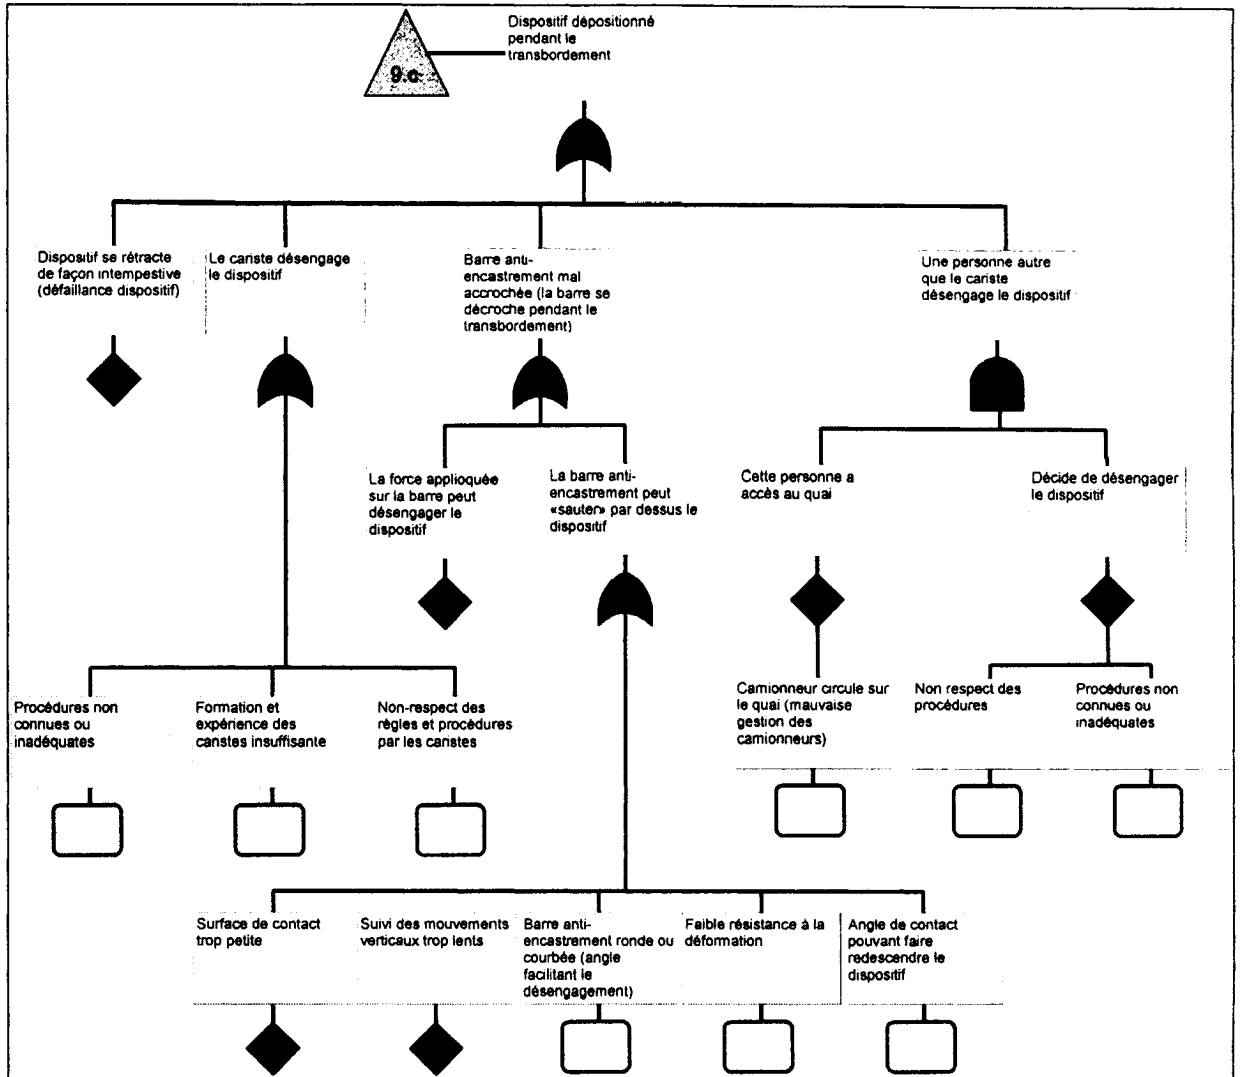 Dispositif dépositionné
pendant le
transbordement
9.c
Dispositif se rétracte
de façon intempestive
(défaillance dispositif)
Le cariste désengage
le dispositif
Barre anti-
encastrement mal
accrochée (la barre se
décroche pendant le
transbordement)
Une personne autre
que le cariste
désengage le dispositif
La force applioquée
sur la barre peut
désengager le
dispositif
La barre anti-
encastrement peut
«sauter» par dessus le
dispositif
Cette personne a
accès au quai
Décide de désengager
le dispositif
Procédures non
connues ou
inadéquates
Formation et
expérience des
caristes insuffisante
Non-respect des
règles et procédures
par les caristes
Camionneur circule sur
le quai (mauvaise
gestion des
camionneurs)
Non respect des
procédures
Procédures non
connues ou
inadéquates
Surface de contact
trop petite
Suivi des mouvements
verticaux trop lents
Barre anti-
encastrement ronde ou
courbée (angle
facilitant le
désengagement)
Faible résistance à la
déformation
Angle de contact
pouvant faire
redescendre le
dispositif